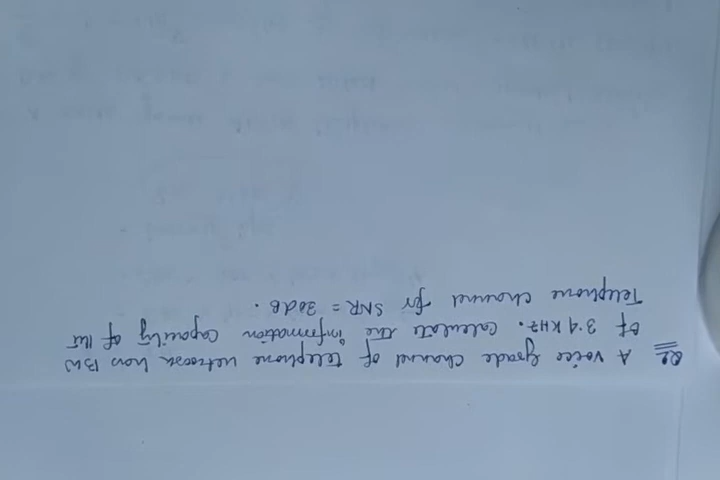 Q2 A voice grade channel of telephone network has BW
of 3.4 KHz. Calculate the information capacity of the
Telephone channel for SNR = 30dB.